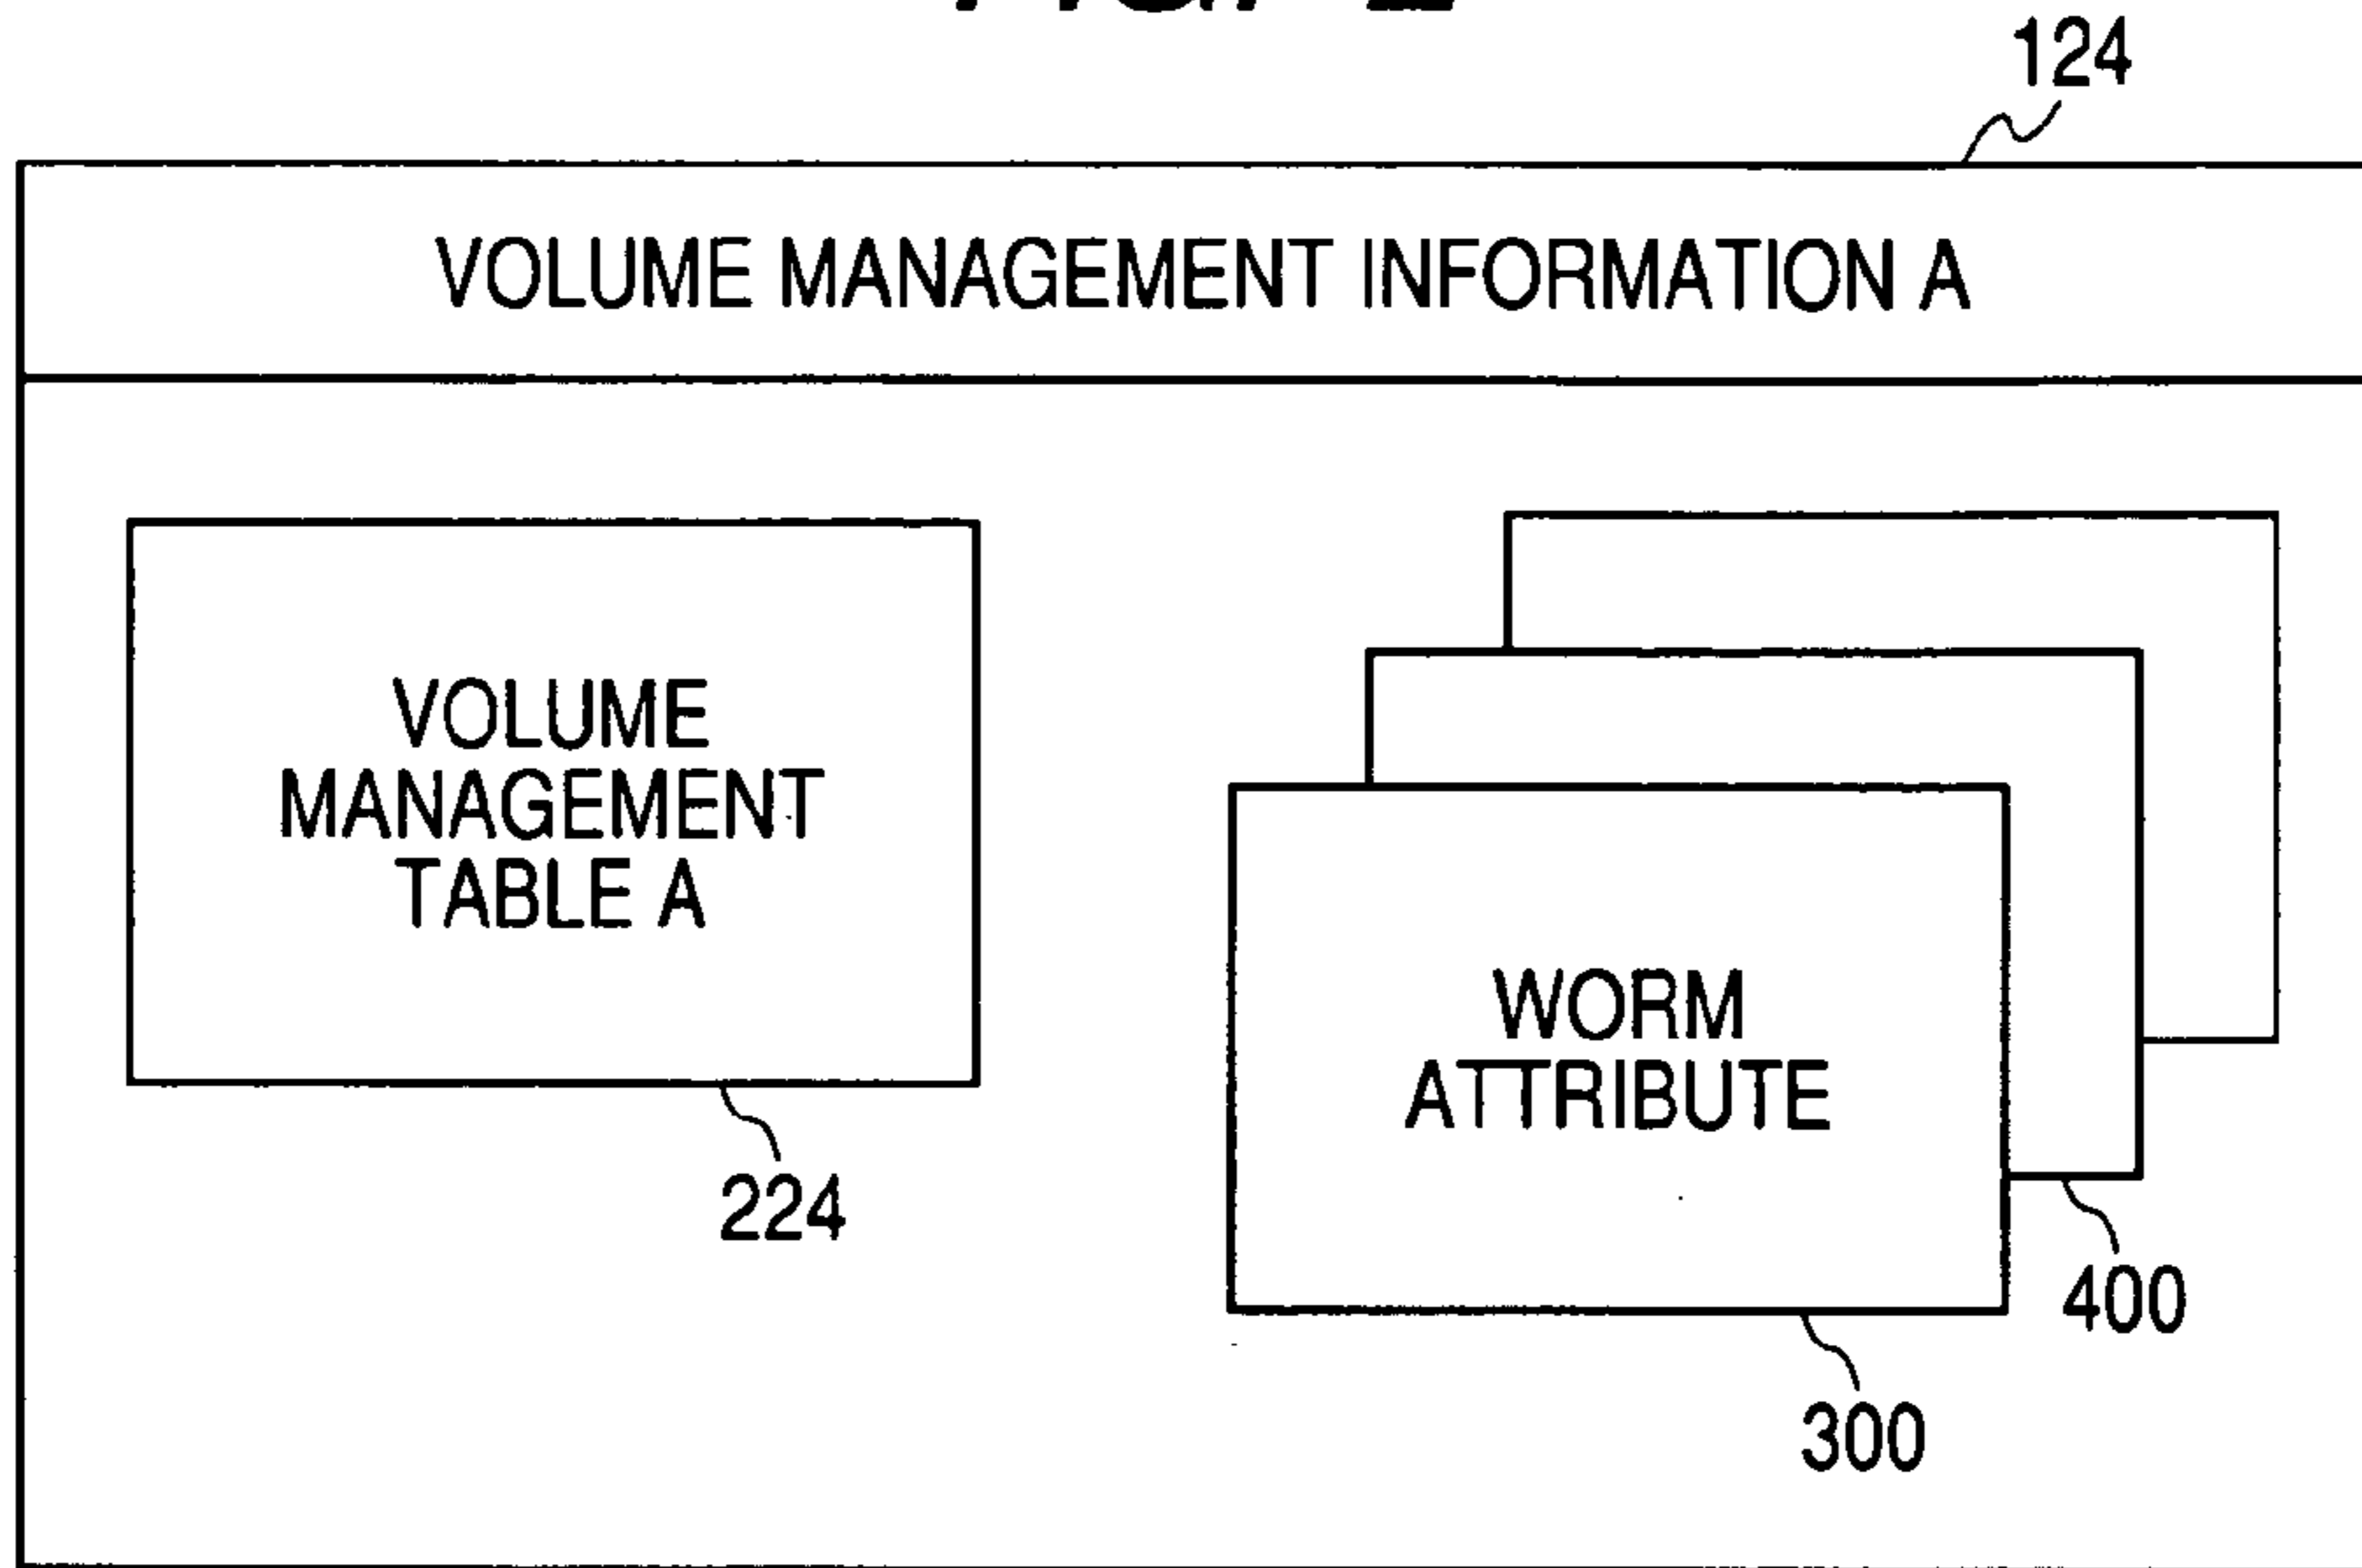 124
VOLUME MANAGEMENT INFORMATION A
VOLUME
MANAGEMENT
TABLE A
224
WORM
ATTRIBUTE
400
300